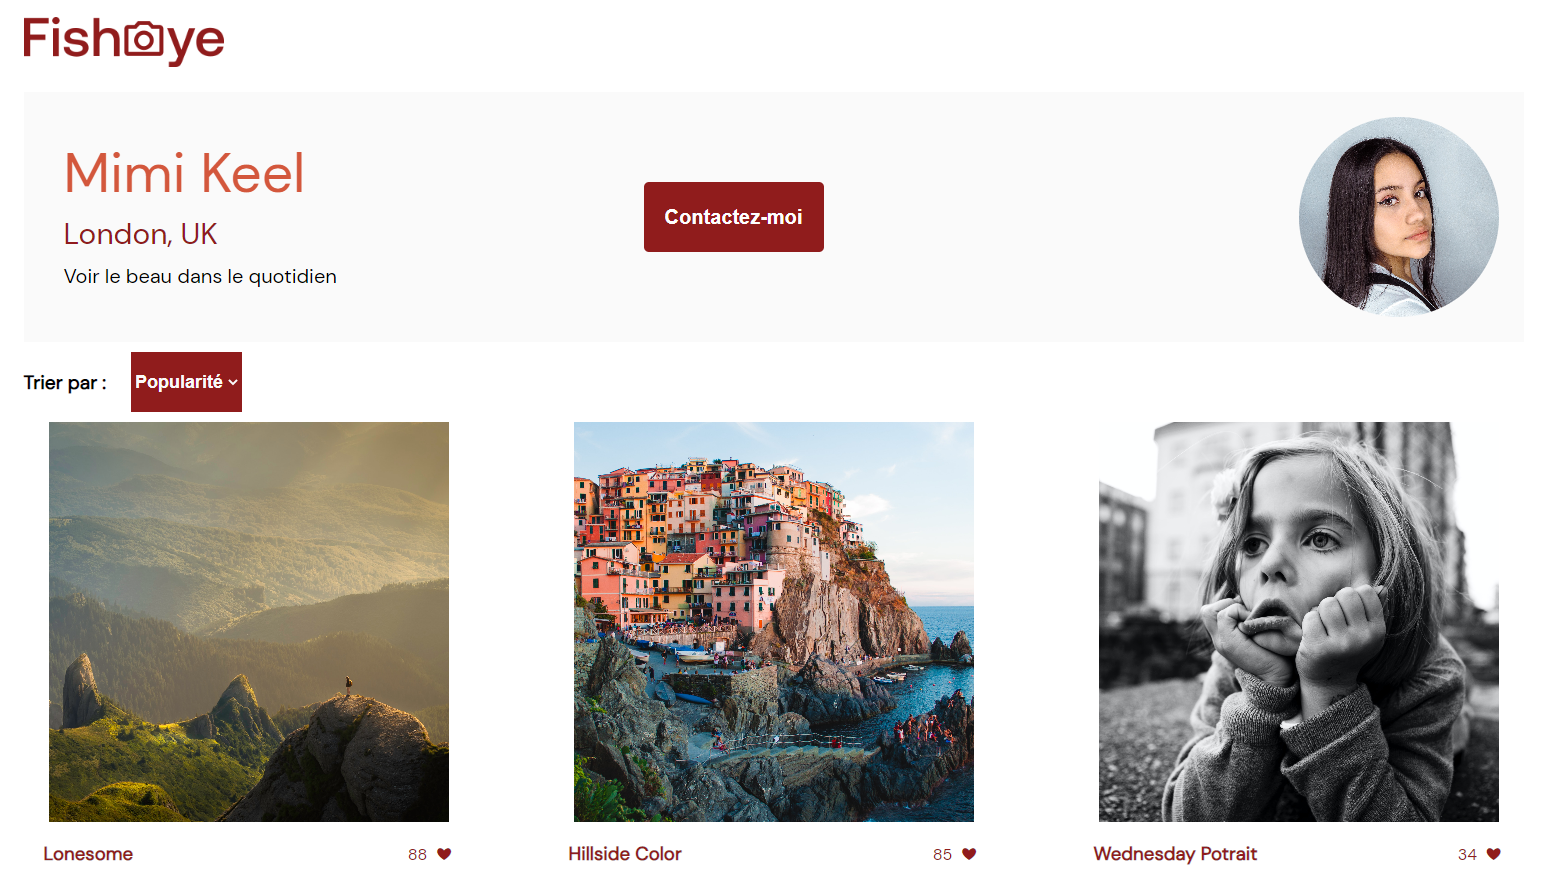 Fisheye
Mimi Keel
London, UK
Voir le beau dans le quotidien
Contactez-moi
Trier par :
Popularité
Lonesome
88
Hillside Color
85
Wednesday Potrait
34